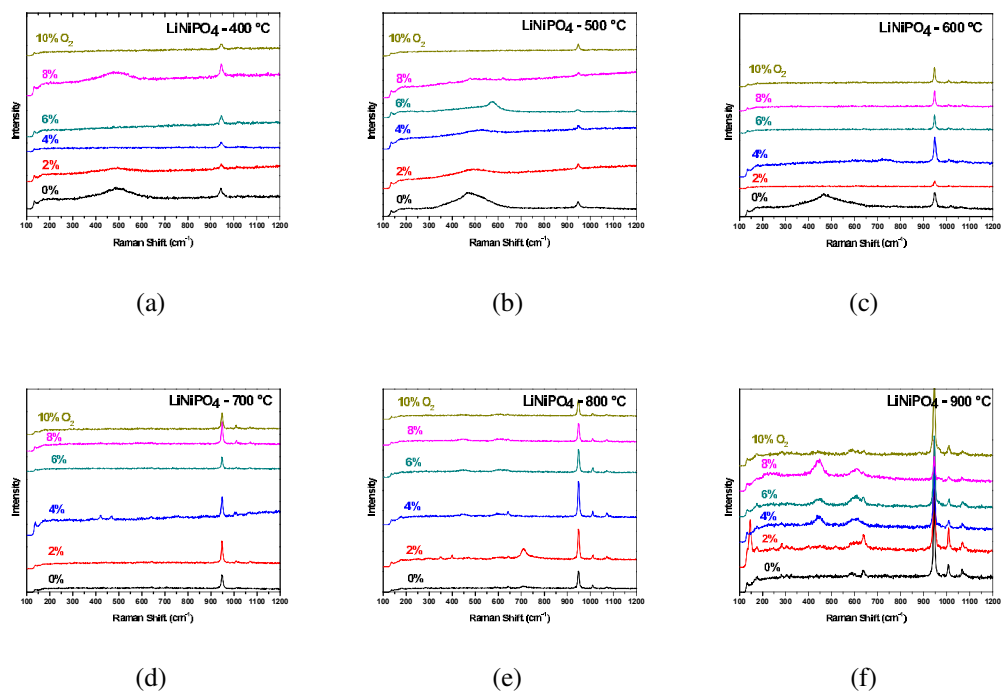 LiNiPO4 - 400 °C
10% O2
8%
6%
4%
2%
0%
Intensity
100 200 300 400 500 600 700 800 900 1000 1100 1200
Raman Shift (cm-1)
(a)
LiNiPO4 - 500 °C
10% O2
8%
6%
4%
2%
0%
Intensity
100 200 300 400 500 600 700 800 900 1000 1100 1200
Raman Shift (cm-1)
(b)
LiNiPO4 - 600 °C
10% O2
8%
6%
4%
2%
0%
Intensity
100 200 300 400 500 600 700 800 900 1000 1100 1200
Raman Shift (cm-1)
(c)
LiNiPO4 - 700 °C
10% O2
8%
6%
4%
2%
0%
Intensity
100 200 300 400 500 600 700 800 900 1000 1100 1200
Raman Shift (cm-1)
(d)
LiNiPO4 - 800 °C
10% O2
8%
6%
4%
2%
0%
Intensity
100 200 300 400 500 600 700 800 900 1000 1100 1200
Raman Shift (cm-1)
(e)
LiNiPO4 - 900 °C
10% O2
8%
6%
4%
2%
0%
Intensity
100 200 300 400 500 600 700 800 900 1000 1100 1200
Raman Shift (cm-1)
(f)